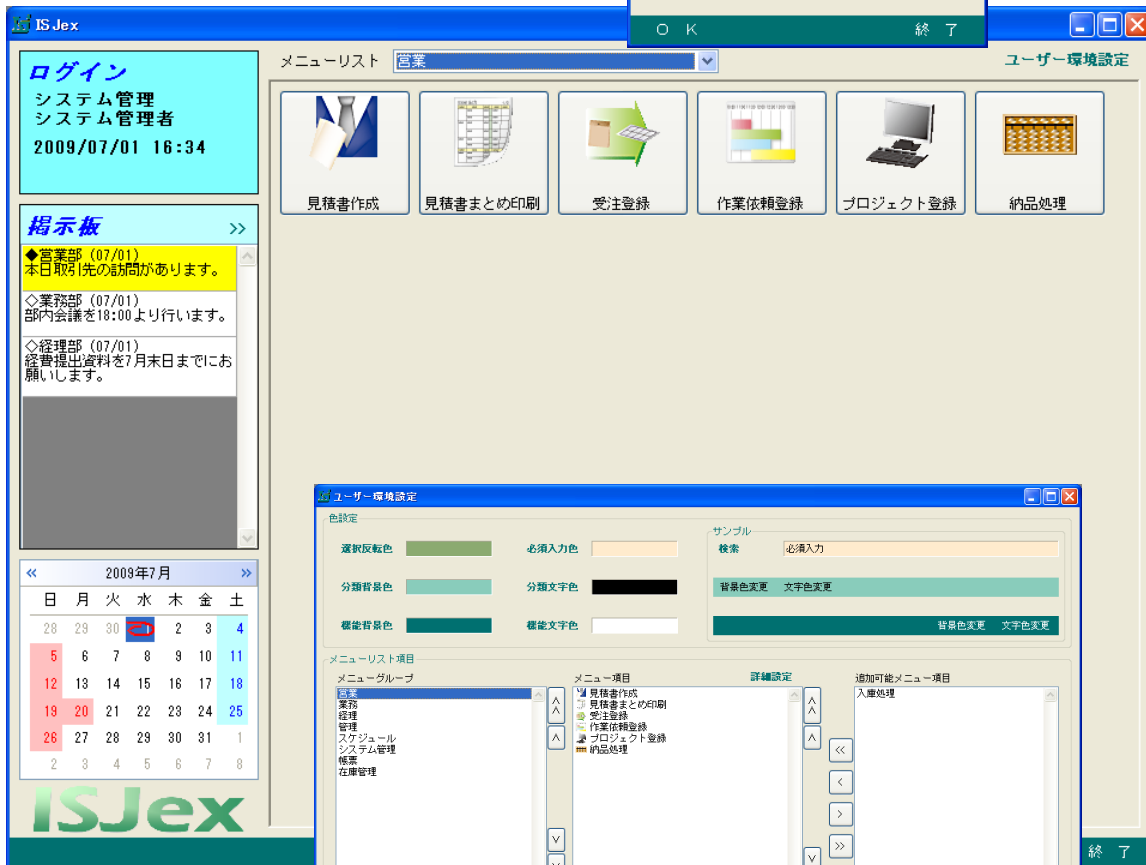 ISJex
ＯＫ
終 了
ログイン
システム管理
システム管理者
2009/07/01 16:34
メニューリスト
営業
ユーザー環境設定
見積書作成
見積書まとめ印刷
受注登録
作業依頼登録
プロジェクト登録
納品処理
掲示板
>>
◆営業部 (07/01)
本日取引先の訪問があります。
◇業務部 (07/01)
部内会議を18:00より行います。
◇経理部 (07/01)
経費提出資料を7月末日までにお
願いします。
<< 2009年7月 >>
日 月 火 水 木 金 土
28 29 30 1 2 3 4
5 6 7 8 9 10 11
12 13 14 15 16 17 18
19 20 21 22 23 24 25
26 27 28 29 30 31 1
2 3 4 5 6 7 8
ISJex
ユーザー環境設定
色設定
選択反転色
必須入力色
分類背景色
分類文字色
機能背景色
機能文字色
サンプル
検索
必須入力
背景色変更 文字色変更
背景色変更 文字色変更
メニューリスト項目
メニューグループ
営業
業務
経理
管理
スケジュール
システム管理
帳票
在庫管理
メニュー項目
詳細設定
見積書作成
見積書まとめ印刷
受注登録
作業依頼登録
プロジェクト登録
納品処理
追加可能メニュー項目
入庫処理
<<
<
>
>>
終 了